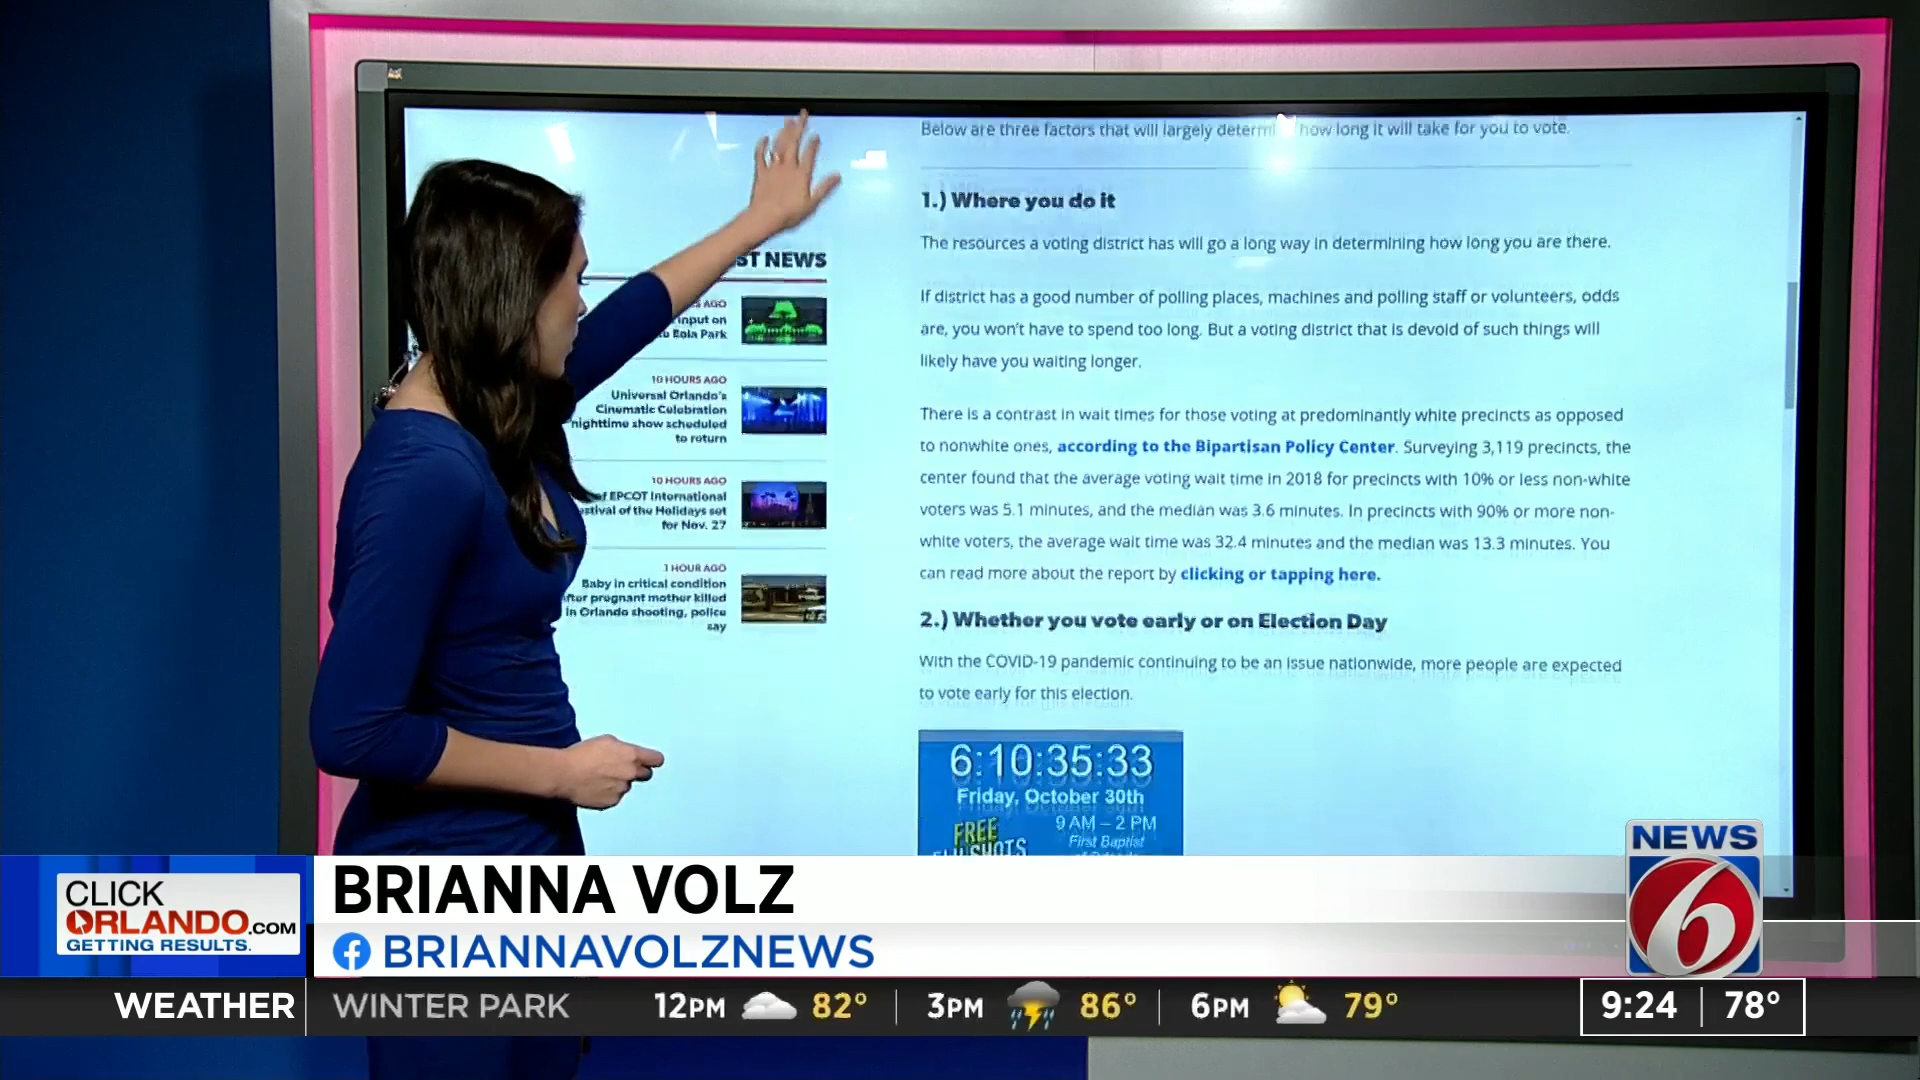 Below are three factors that will largely how long it will take for you to vote.
1.) Where you do it
The resources a voting district has will go a long way in determining how long you are there.
If district has a good number of polling places, machines and polling staff or volunteers, odds
are, you won't have to spend too long. But a voting district that is devoid of such things will
likely have you waiting longer.
There is a contrast in wait times for those voting at predominantly white precincts as opposed
to nonwhite ones, according to the Bipartisan Policy Center. Surveying 3,119 precincts, the
center found that the average voting wait time in 2018 for precincts with 10% or less non-white
voters was 5.1 minutes, and the median was 3.6 minutes. In precincts with 90% or more non-
white voters, the average wait time was 32.4 minutes and the median was 13.3 minutes. You
can read more about the report by clicking or tapping here.
2.) Whether you vote early or on Election Day
With the COVID-19 pandemic continuing to be an issue nationwide, more people are expected
to vote early for this election.
6:10:35:33
Friday, October 30th
9 AM – 2 PM
FREE
First Baptist
NEWS
AGO
input on
Eola Park
10 HOURS AGO
Universal Orlando's
Cinematic Celebration
nighttime show scheduled
to return
10 HOURS AGO
of EPCOT International
Festival of the Holidays set
for Nov. 27
1 HOUR AGO
Baby in critical condition
after pregnant mother killed
in Orlando shooting, police
say
NEWS
6
CLICK
ORLANDO.COM
GETTING RESULTS.
BRIANNA VOLZ
BRIANNAVOLZNEWS
WEATHER WINTER PARK 12PM 82° 3PM 86° 6PM 79° 9:24 78°